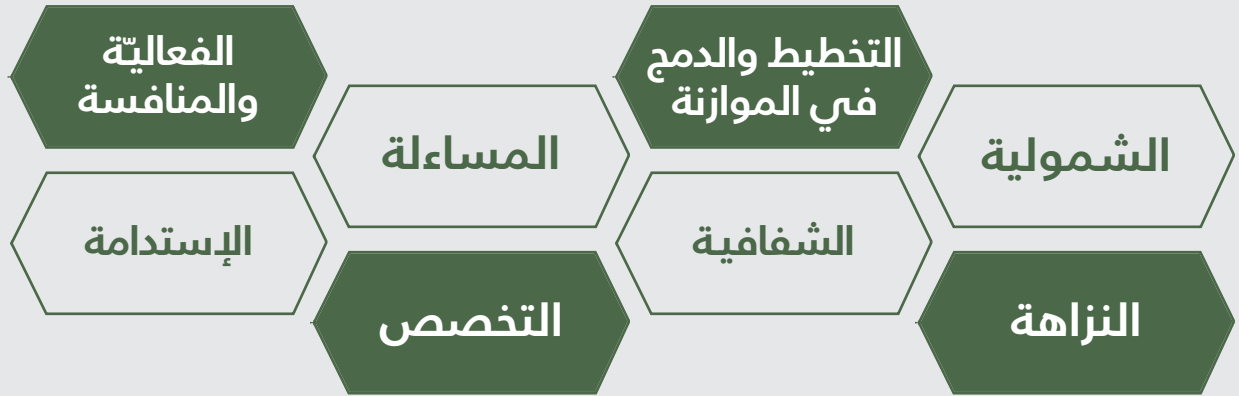 الشمولية
التخطيط والدمج
في الموازنة
المساءلة
الفعاليّة
والمنافسة
النزاهة
الشفافية
التخصص
الإستدامة